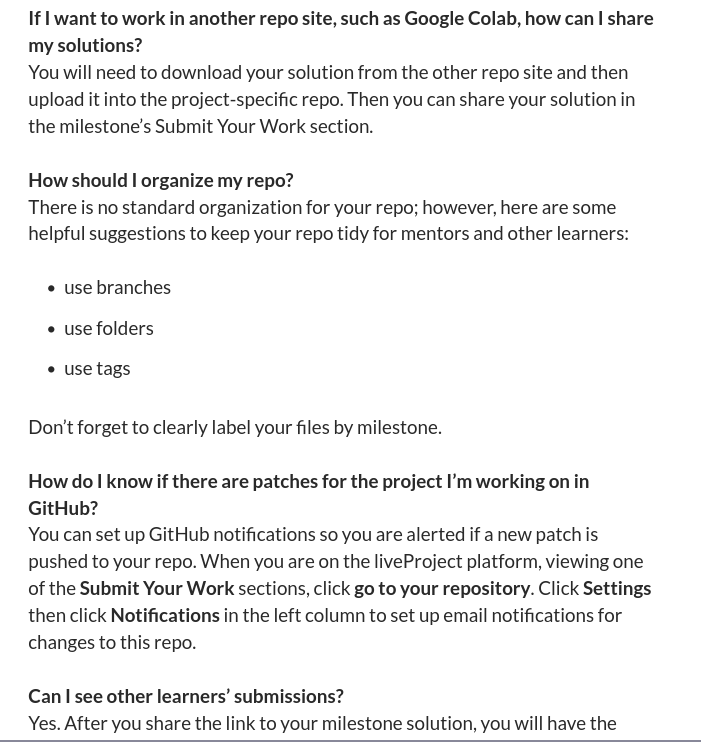 If I want to work in another repo site, such as Google Colab, how can I share
my solutions?
You will need to download your solution from the other repo site and then
upload it into the project-specific repo. Then you can share your solution in
the milestone’s Submit Your Work section.
How should I organize my repo?
There is no standard organization for your repo; however, here are some
helpful suggestions to keep your repo tidy for mentors and other learners:
• use branches
• use folders
• use tags
Don’t forget to clearly label your files by milestone.
How do I know if there are patches for the project I’m working on in
GitHub?
You can set up GitHub notifications so you are alerted if a new patch is
pushed to your repo. When you are on the liveProject platform, viewing one
of the Submit Your Work sections, click go to your repository. Click Settings
then click Notifications in the left column to set up email notifications for
changes to this repo.
Can I see other learners’ submissions?
Yes. After you share the link to your milestone solution, you will have the